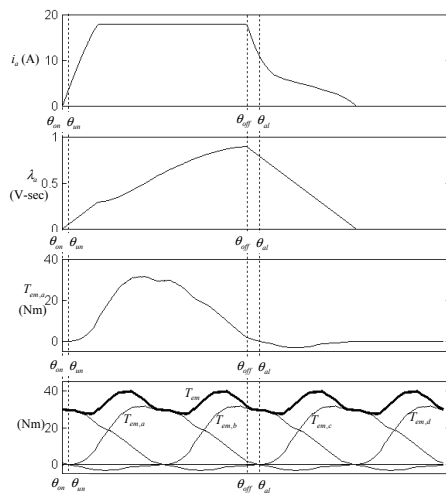 20
i_a (A)
10
0
θ_on θ_un θ_off θ_al
1
λ_a
0.5
(V-sec)
0
θ_on θ_un θ_off θ_al
40
T_em,a
20
(Nm)
0
θ_on θ_un θ_off θ_al
40
T_em
(Nm)
20
T_em,a T_em,b T_em,c T_em,d
0
θ_on θ_un θ_off θ_al